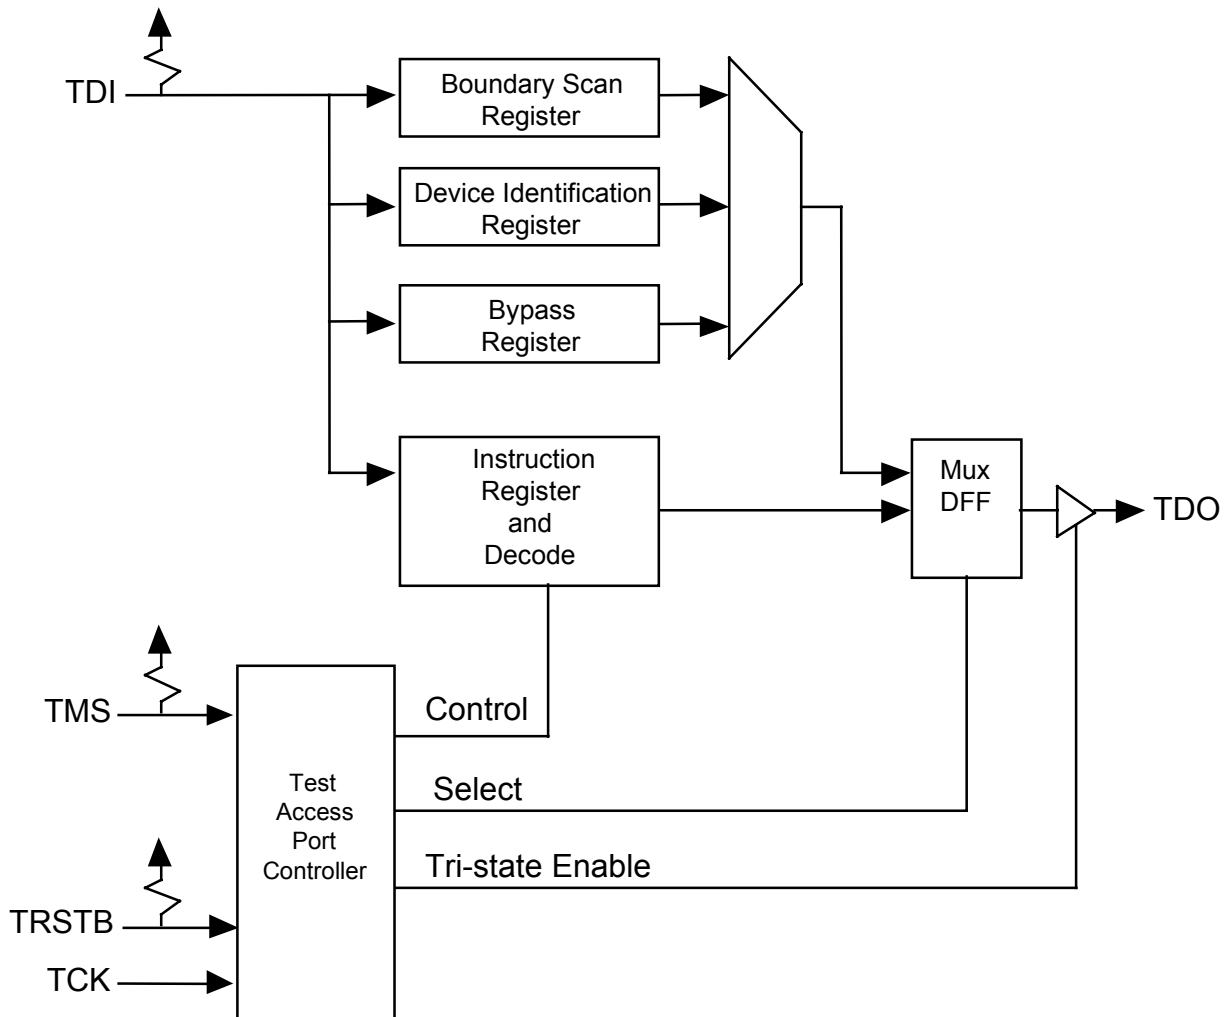 TDI
Boundary Scan
Register
Device Identification
Register
Bypass
Register
Instruction
Register
and
Decode
Mux
DFF
TDO
TMS
Control
Test
Access
Port
Controller
Select
Tri-state Enable
TRSTB
TCK